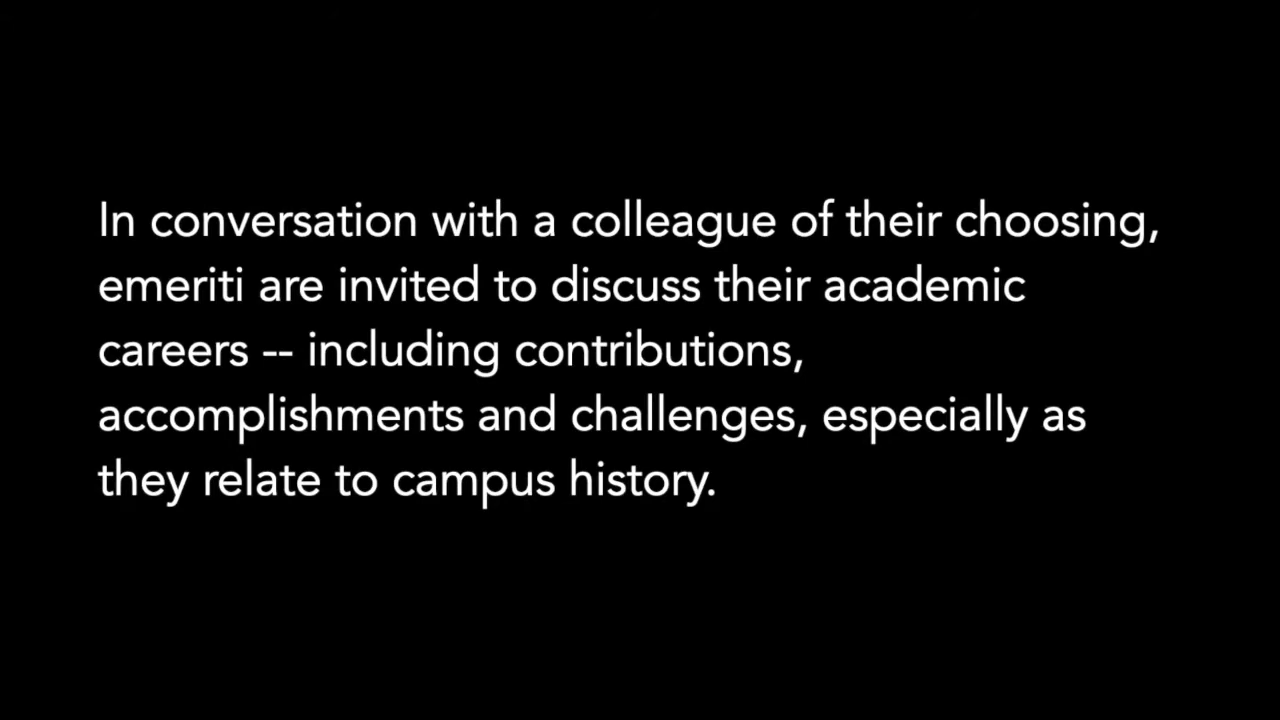 In conversation with a colleague of their choosing,
emeriti are invited to discuss their academic
careers -- including contributions,
accomplishments and challenges, especially as
they relate to campus history.